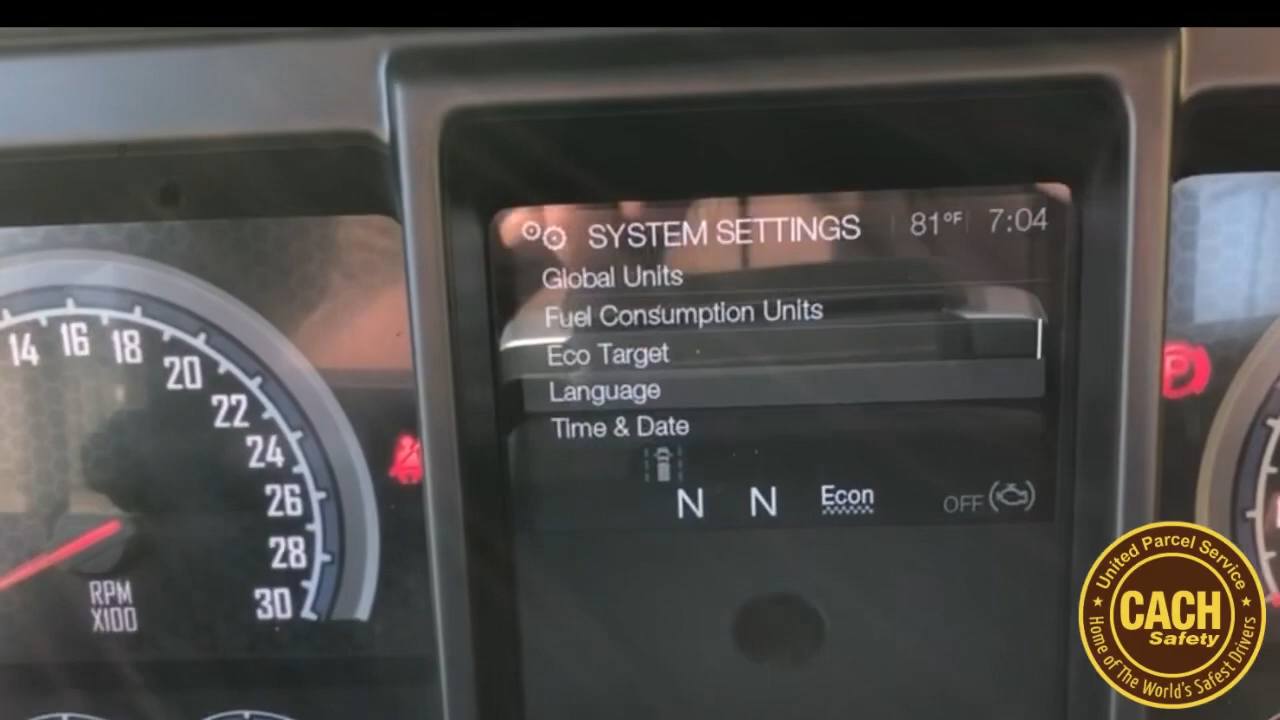 SYSTEM SETTINGS 81°F 7:04
Global Units
Fuel Consumption Units
Eco Target
Language
Time & Date
N N Econ OFF
14 16 18 20 22 24 26 28 30
RPM
X100
P
United Parcel Service
CACH
Safety
Home of The World's Safest Drivers